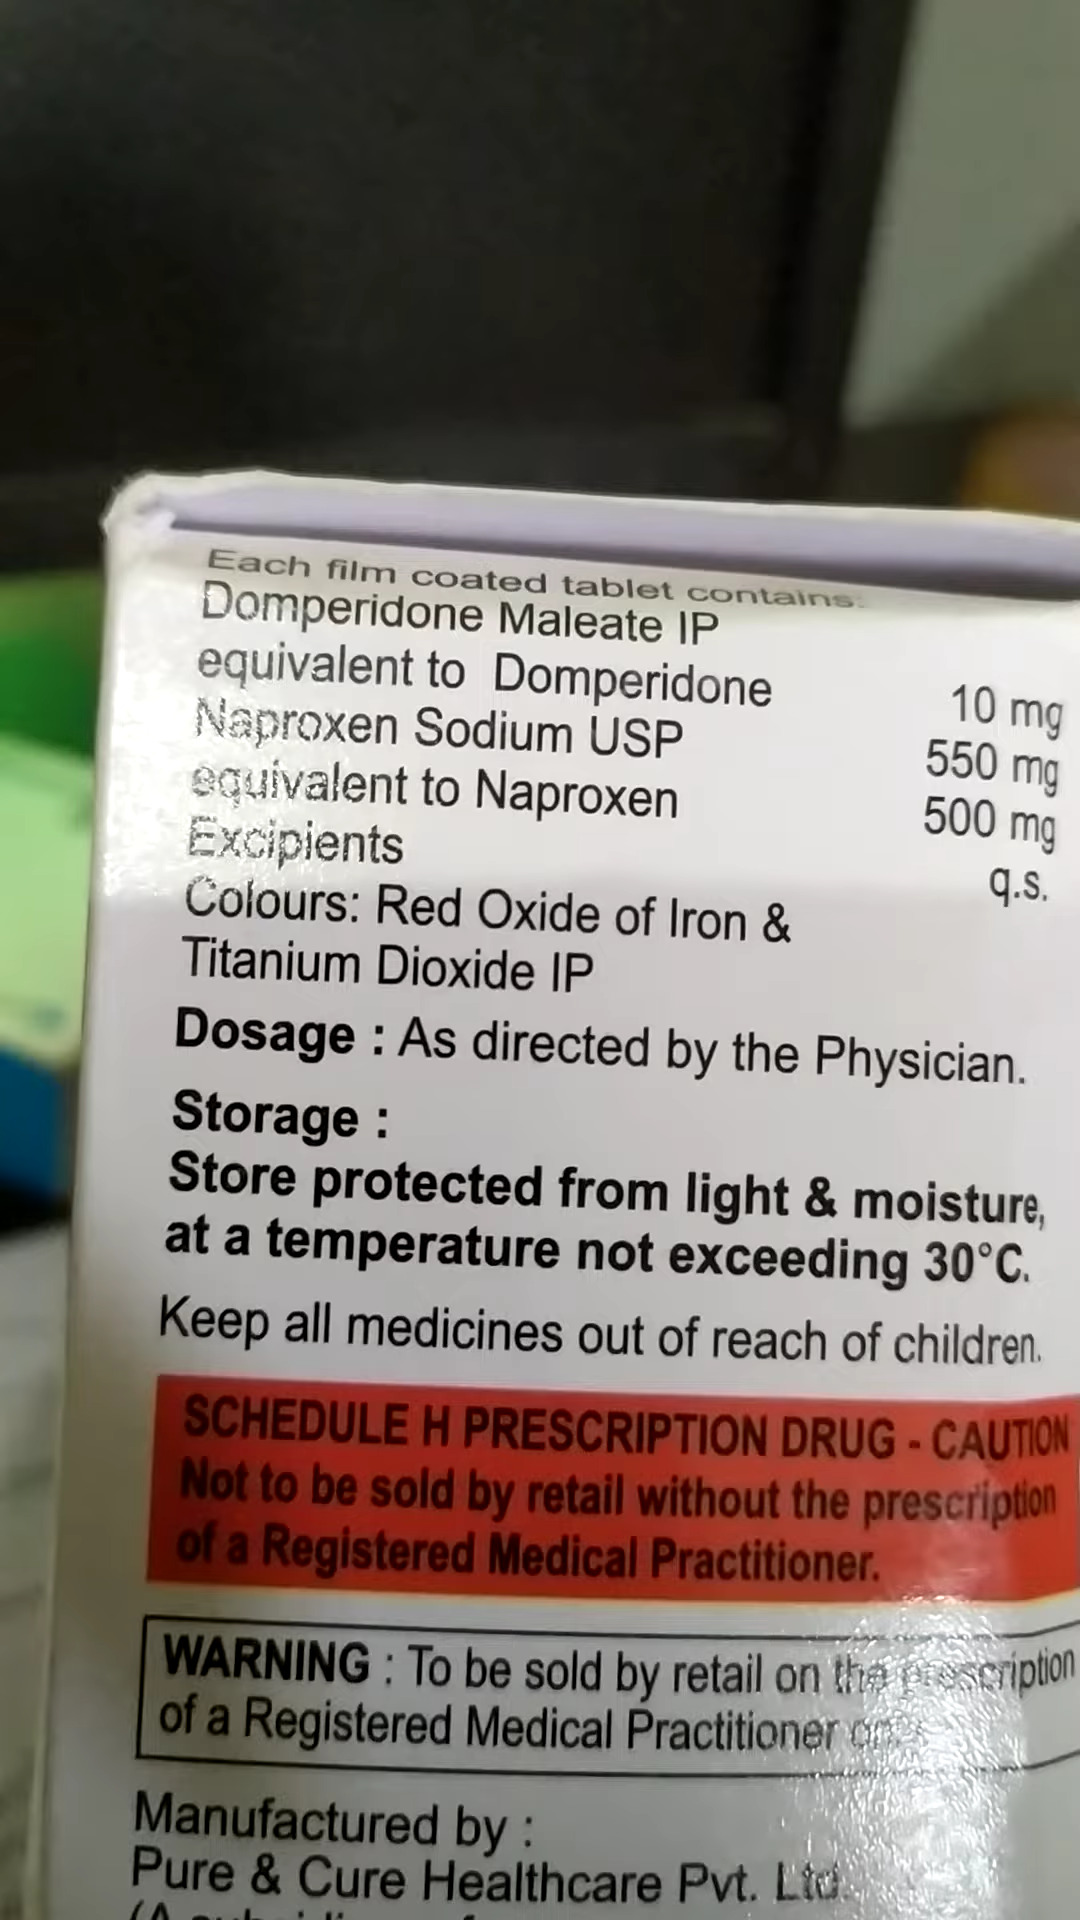 Each film coated tablet contains:
Domperidone Maleate IP
equivalent to Domperidone 10 mg
Naproxen Sodium USP 550 mg
equivalent to Naproxen 500 mg
Excipients q.s.
Colours: Red Oxide of Iron &
Titanium Dioxide IP
Dosage : As directed by the Physician.
Storage :
Store protected from light & moisture,
at a temperature not exceeding 30°C.
Keep all medicines out of reach of children.
SCHEDULE H PRESCRIPTION DRUG - CAUTION
Not to be sold by retail without the prescription
of a Registered Medical Practitioner.
WARNING : To be sold by retail on the prescription
of a Registered Medical Practitioner only.
Manufactured by :
Pure & Cure Healthcare Pvt. Ltd.